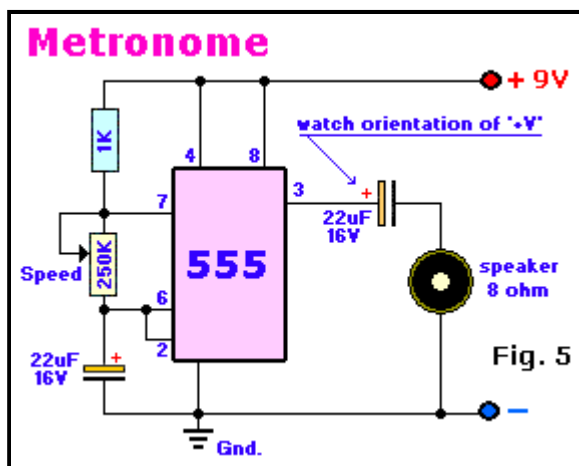 Metronome
+ 9V
watch orientation of '+V'
1K
4
8
3
+
22uF
16V
7
Speed
250K
555
speaker
8 ohm
6
2
22uF
16V
+
Fig. 5
−
Gnd.